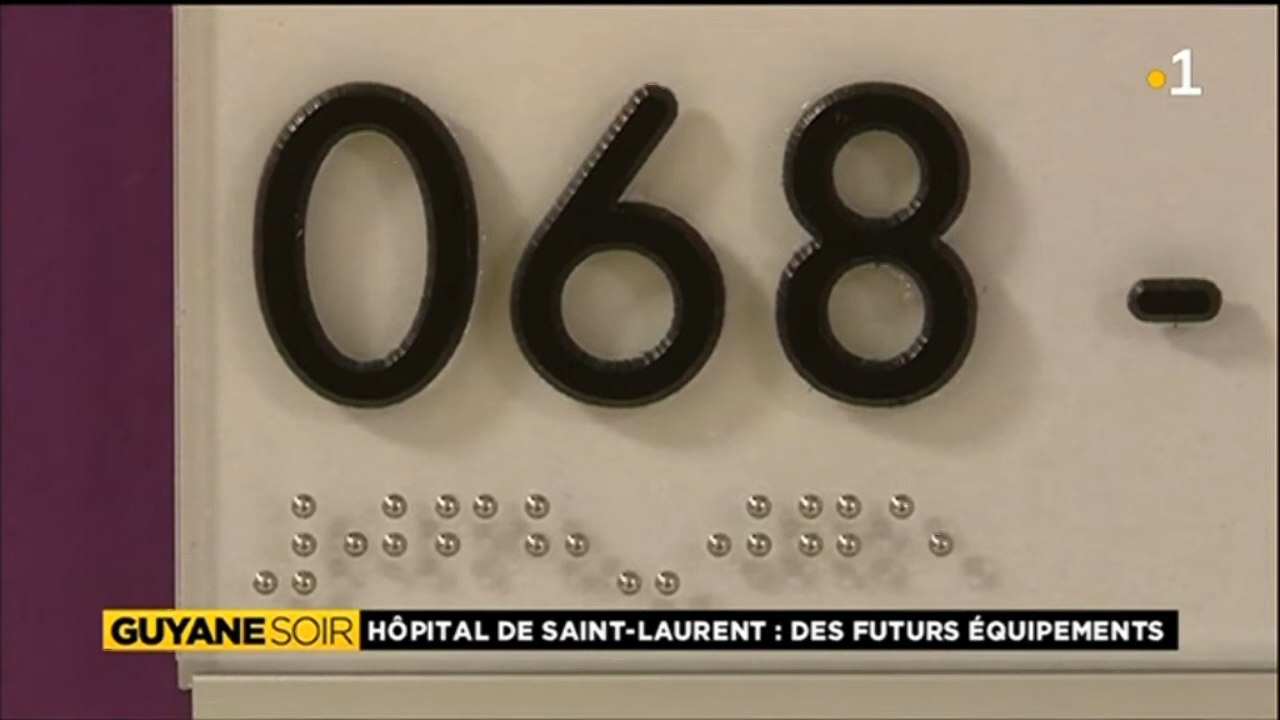 1
068 -
⠼⠚⠋⠓⠤⠚⠛⠑
GUYANE SOIR HÔPITAL DE SAINT-LAURENT : DES FUTURS ÉQUIPEMENTS